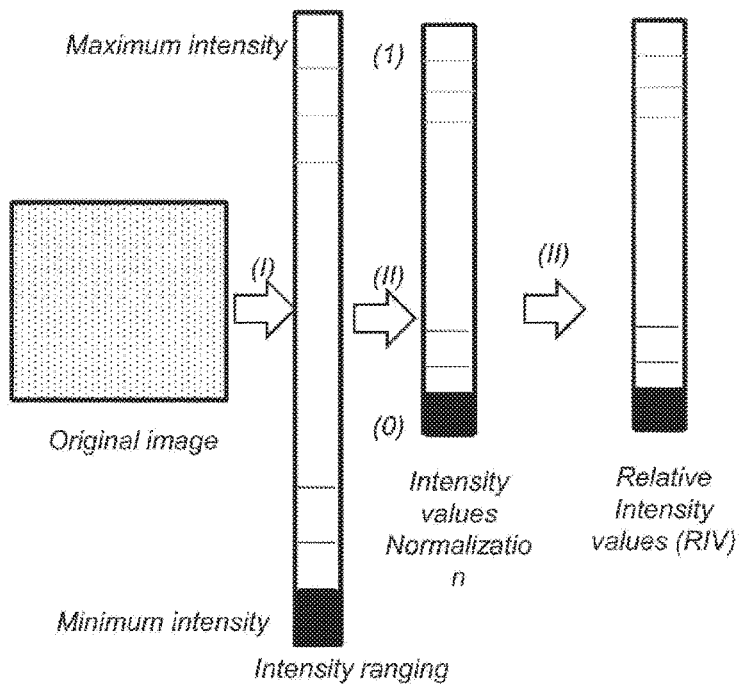 Maximum intensity
(1)
(I)
(II)
(II)
Original image
(0)
Intensity
values
Normalizatio
n
Relative
Intensity
values (RIV)
Minimum intensity
Intensity ranging